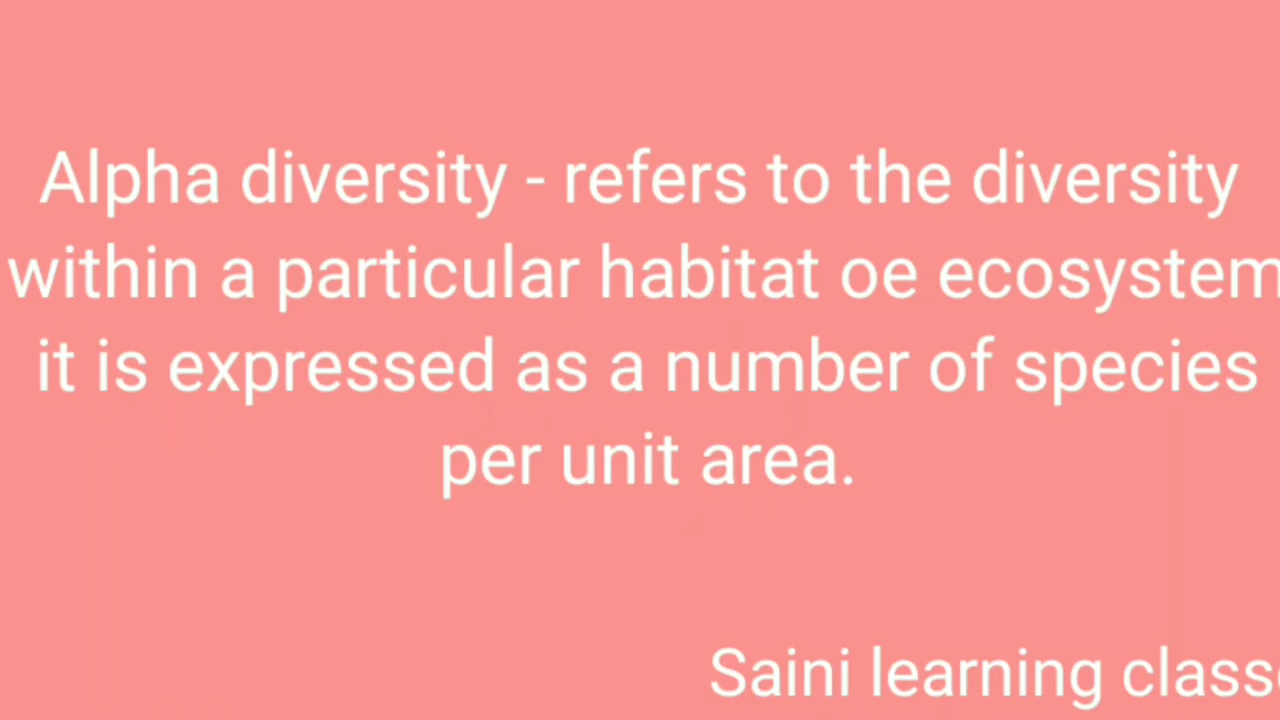 Alpha diversity - refers to the diversity
within a particular habitat oe ecosystem
it is expressed as a number of species
per unit area.
Saini learning class